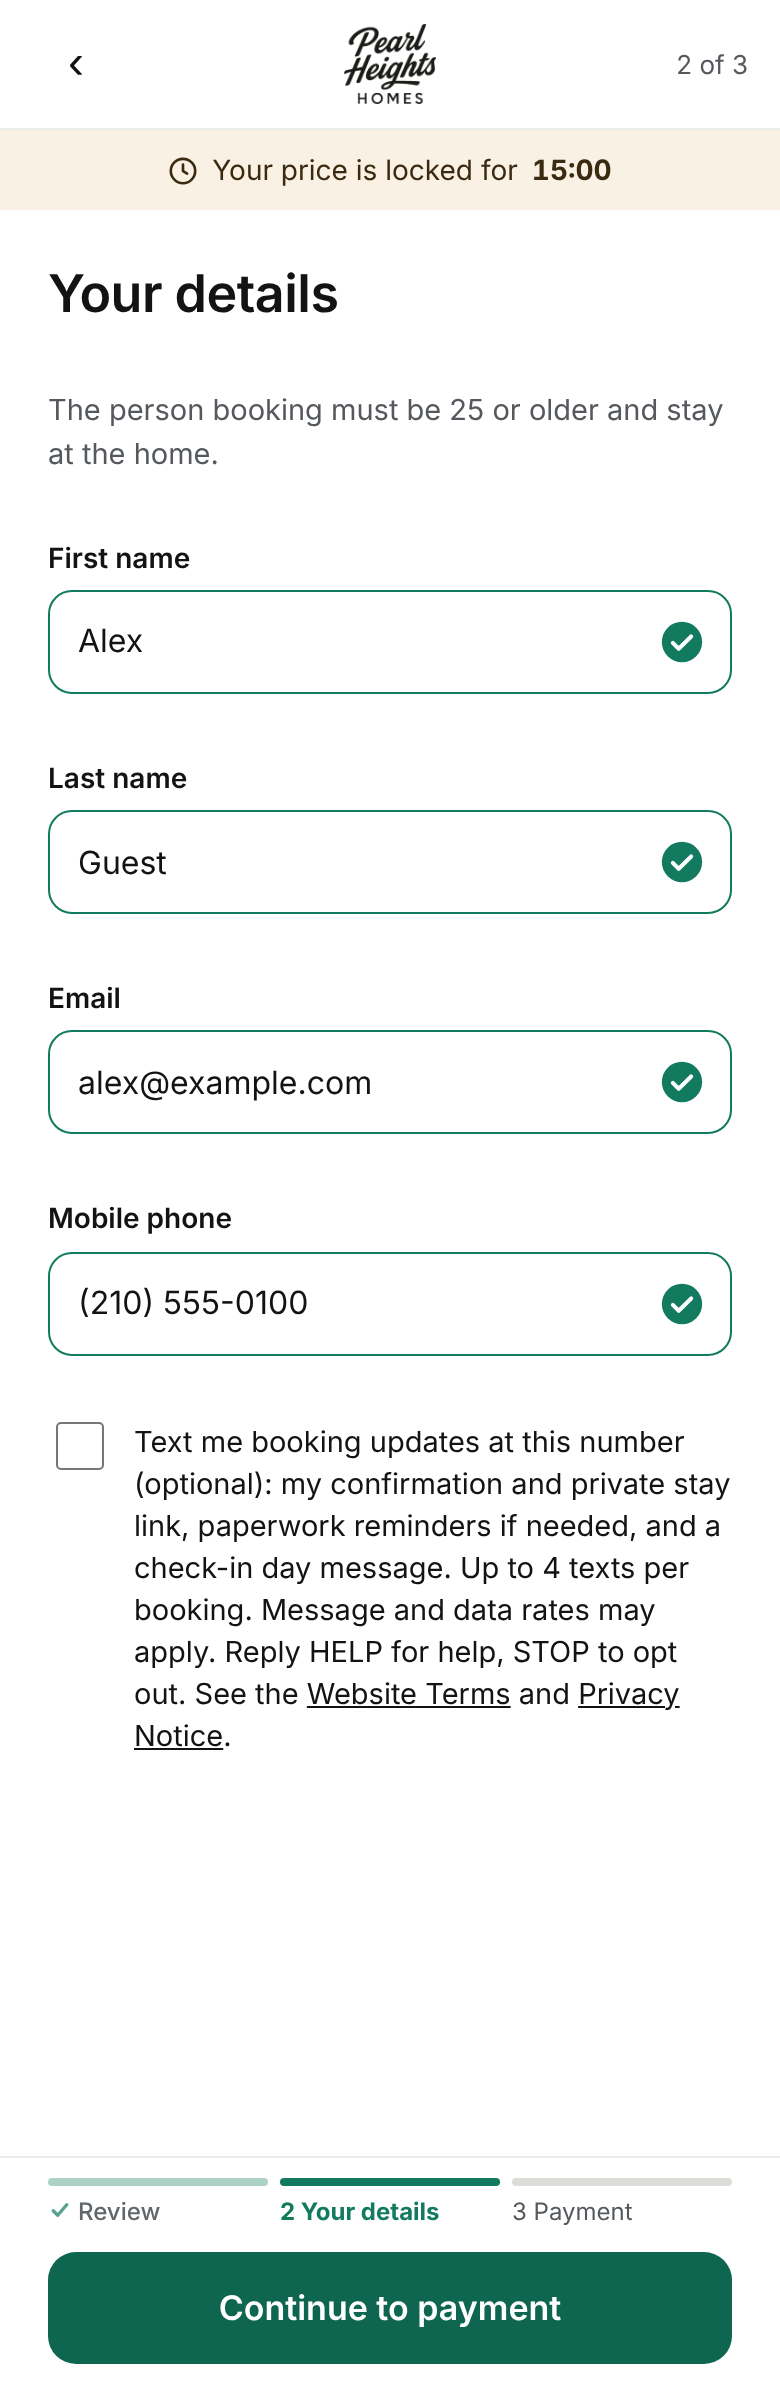 ‹
Pearl
Heights
HOMES
2 of 3
Your price is locked for 15:00
Your details
The person booking must be 25 or older and stay
at the home.
First name
Alex
Last name
Guest
Email
alex@example.com
Mobile phone
(210) 555-0100
Text me booking updates at this number
(optional): my confirmation and private stay
link, paperwork reminders if needed, and a
check-in day message. Up to 4 texts per
booking. Message and data rates may
apply. Reply HELP for help, STOP to opt
out. See the Website Terms and Privacy
Notice.
Review
2 Your details
3 Payment
Continue to payment